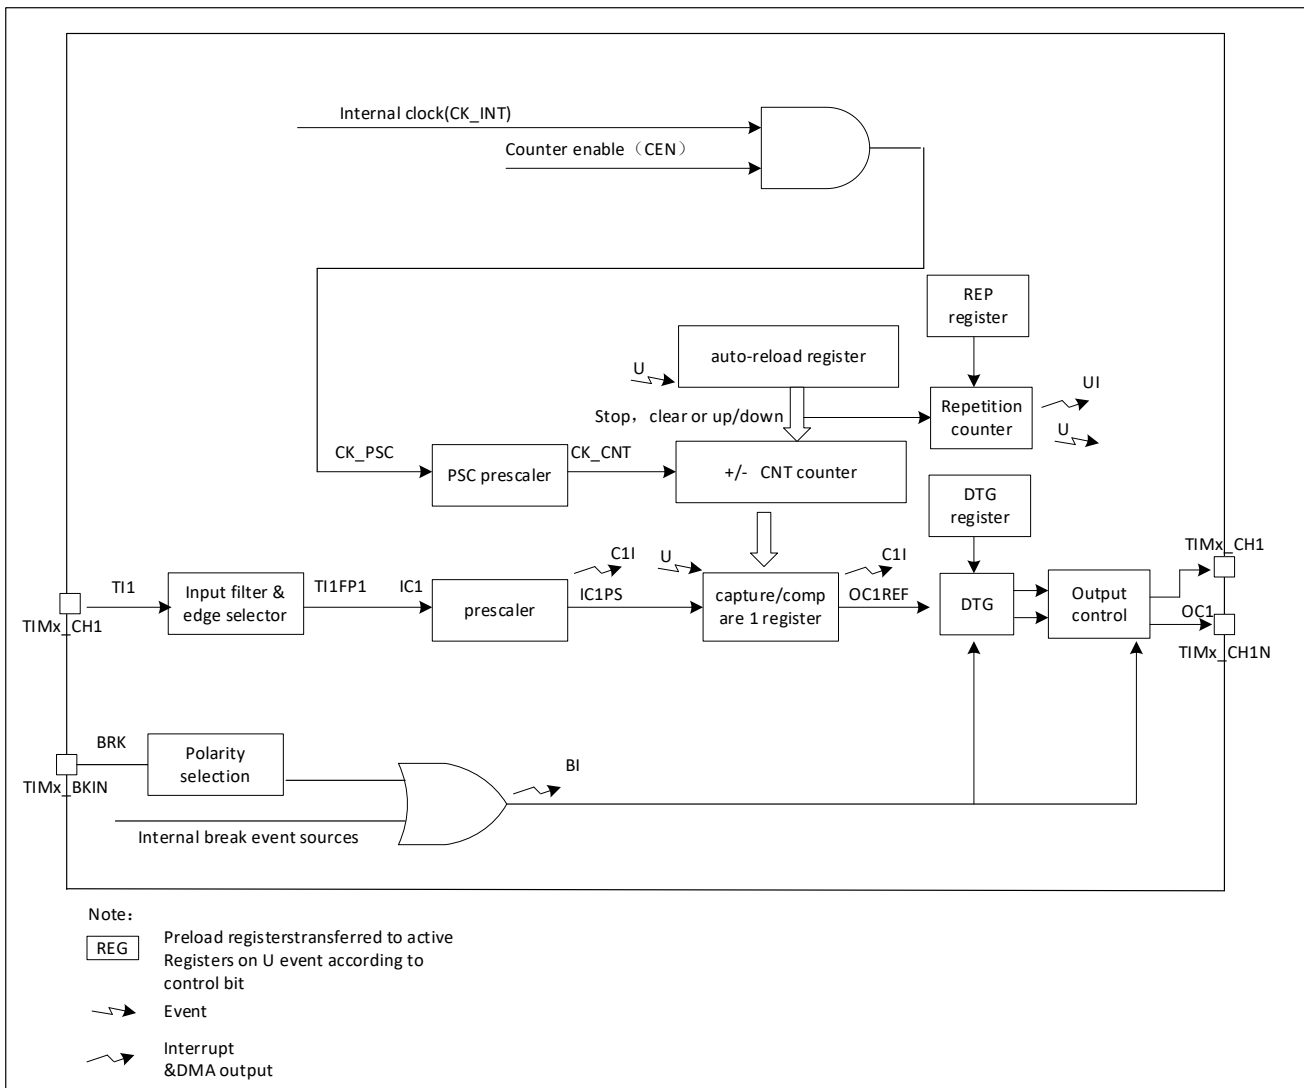 Internal clock(CK_INT)
Counter enable（CEN）
REP
register
auto-reload register
U
UI
Stop，clear or up/down
Repetition
counter
U
CK_PSC
PSC prescaler
CK_CNT
+/- CNT counter
DTG
register
TIMx_CH1
TI1
Input filter &
edge selector
TI1FP1
IC1
prescaler
C1I
IC1PS
U
capture/comp
are 1 register
C1I
OC1REF
DTG
Output
control
OC1
TIMx_CH1
TIMx_CH1N
BRK
Polarity
selection
TIMx_BKIN
BI
Internal break event sources
Note：
REG
Preload registerstransferred to active
Registers on U event according to
control bit
Event
Interrupt
&DMA output